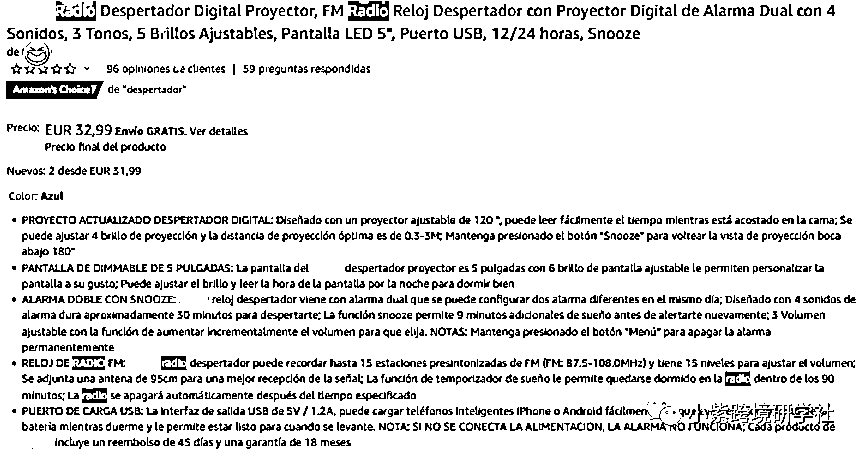 Radio Despertador Digital Proyector, FM Radio Reloj Despertador con Proyector Digital de Alarma Dual con 4
Sonidos, 3 Tonos, 5 Brillos Ajustables, Pantalla LED 5", Puerto USB, 12/24 horas, Snooze
de
96 opiniones de clientes | 59 preguntas respondidas
Amazon's Choice de "despertador"
Precio: EUR 32,99 Envío GRATIS. Ver detalles
Precio final del producto
Nuevos: 2 desde EUR 31,99
Color: Azul
• PROYECTO ACTUALIZADO DESPERTADOR DIGITAL: Diseñado con un proyector ajustable de 120 °, puede leer fácilmente el tiempo mientras está acostado en la cama; Se
puede ajustar 4 brillo de proyección y la distancia de proyección óptima es de 0.3-3M; Mantenga presionado el botón "Snooze" para voltear la vista de proyección boca
abajo 180°
• PANTALLA DE DIMMABLE DE 5 PULGADAS: La pantalla del despertador proyector es 5 pulgadas con 6 brillo de pantalla ajustable le permiten personalizar la
pantalla a su gusto; Puede ajustar el brillo y leer la hora de la pantalla por la noche para dormir bien
• ALARMA DOBLE CON SNOOZE: reloj despertador viene con alarma dual que se puede configurar dos alarma diferentes en el mismo día; Diseñado con 4 sonidos de
alarma dura aproximadamente 30 minutos para despertarte; La función snooze permite 9 minutos adicionales de sueño antes de alertarte nuevamente; 3 Volumen
ajustable con la función de aumentar incrementalmente el volumen para que elija. NOTAS: Mantenga presionado el botón "Menú" para apagar la alarma
permanentemente
• RELOJ DE RADIO FM: radio despertador puede recordar hasta 15 estaciones presintonizadas de FM (FM: 87.5-108.0MHz) y tiene 15 niveles para ajustar el volumen;
Se adjunta una antena de 95cm para una mejor recepción de la señal; La función de temporizador de sueño le permite quedarse dormido en la radio dentro de los 90
minutos; La radio se apagará automáticamente después del tiempo especificado
• PUERTO DE CARGA USB: La interfaz de salida USB de 5V / 1.2A, puede cargar teléfonos inteligentes iPhone o Android
batería mientras duerme y le permite estar listo para cuando se levante. NOTA: SI NO SE CONECTA LA ALIMENTACIÓN, LA ALARMA NO FUNCIONA; Cada producto de
incluye un reembolso de 45 días y una garantía de 18 meses
小紫跨境研学社